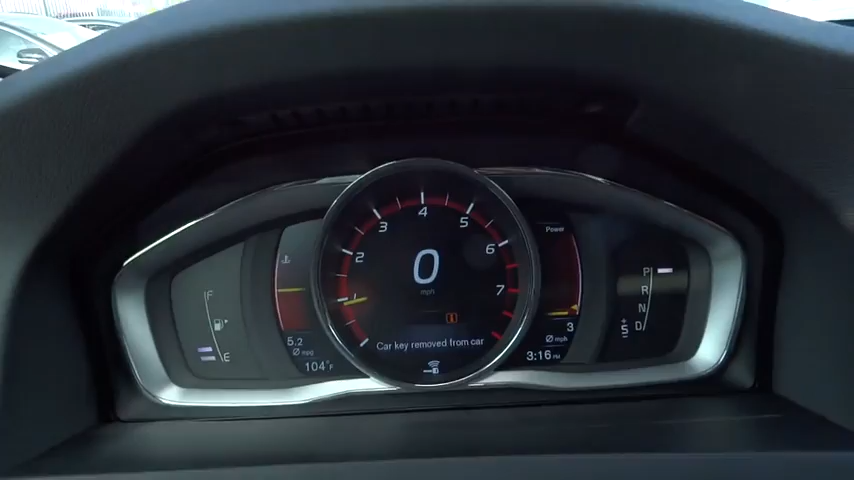 F
E
5.2
Ø mpg
104°F
1
2
3
4
5
6
7
0
mph
Car key removed from car
Power
3
Ø mph
3:16 PM
P
R
N
D
+
S
-